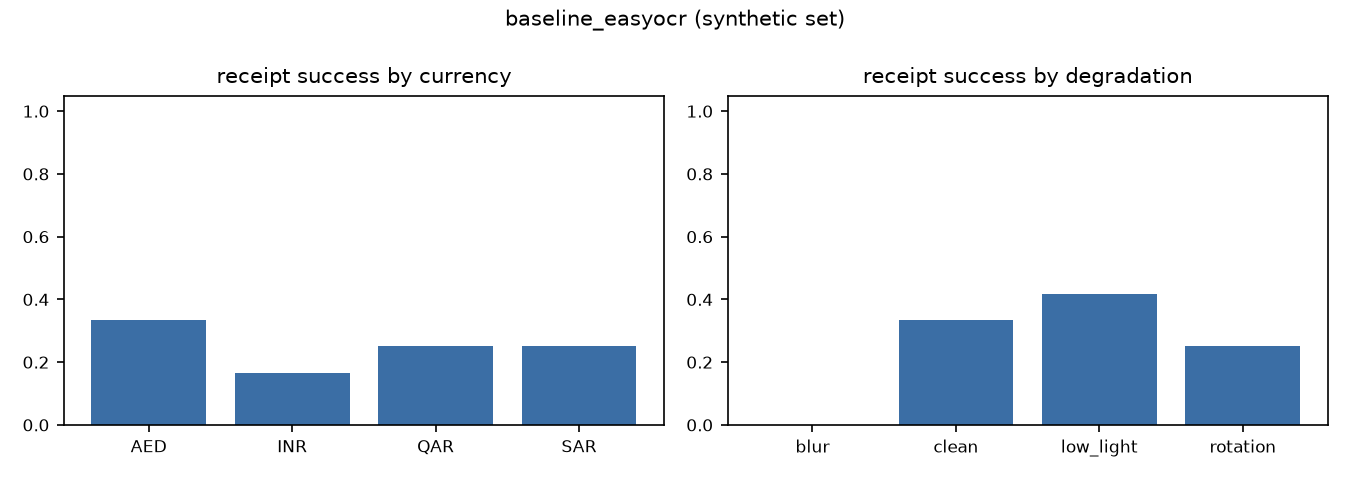 baseline_easyocr (synthetic set)
receipt success by currency
1.0
0.8
0.6
0.4
0.2
0.0
AED INR QAR SAR
receipt success by degradation
1.0
0.8
0.6
0.4
0.2
0.0
blur clean low_light rotation